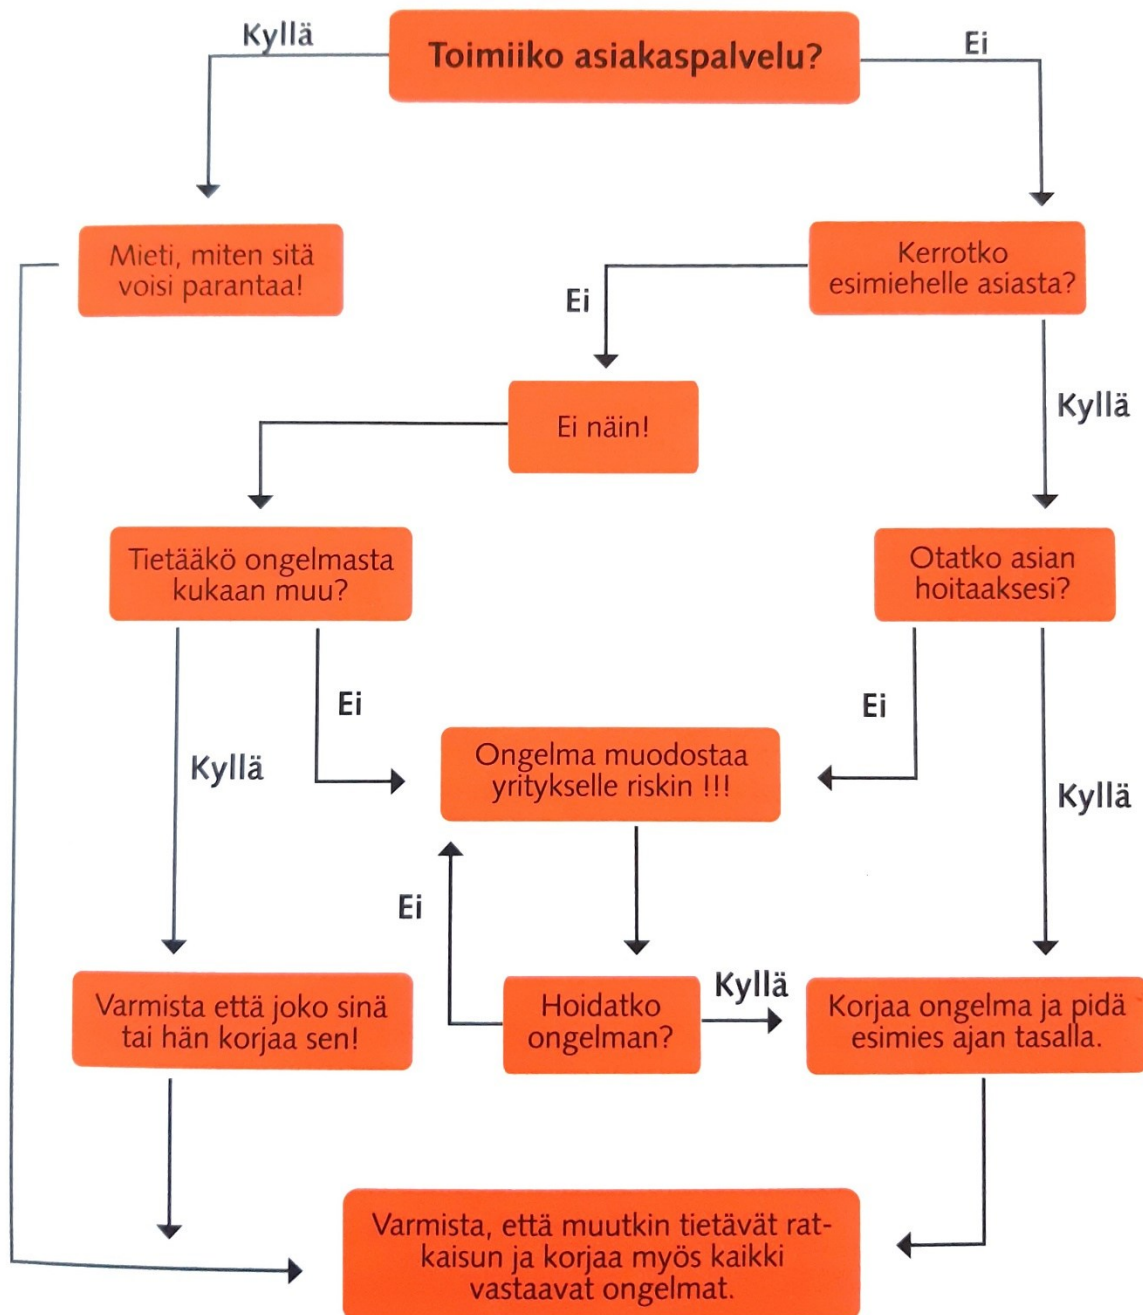 Kyllä
Toimiiko asiakaspalvelu?
Ei
Mieti, miten sitä
voisi parantaa!
Kerrotko
esimiehelle asiasta?
Ei
Ei näin!
Kyllä
Tietääkö ongelmasta
kukaan muu?
Otatko asian
hoitaaksesi?
Ei
Ei
Kyllä
Ongelma muodostaa
yritykselle riskin !!!
Kyllä
Ei
Varmista että joko sinä
tai hän korjaa sen!
Hoidatko
ongelman?
Kyllä
Korjaa ongelma ja pidä
esimies ajan tasalla.
Varmista, että muutkin tietävät rat-
kaisun ja korjaa myös kaikki
vastaavat ongelmat.